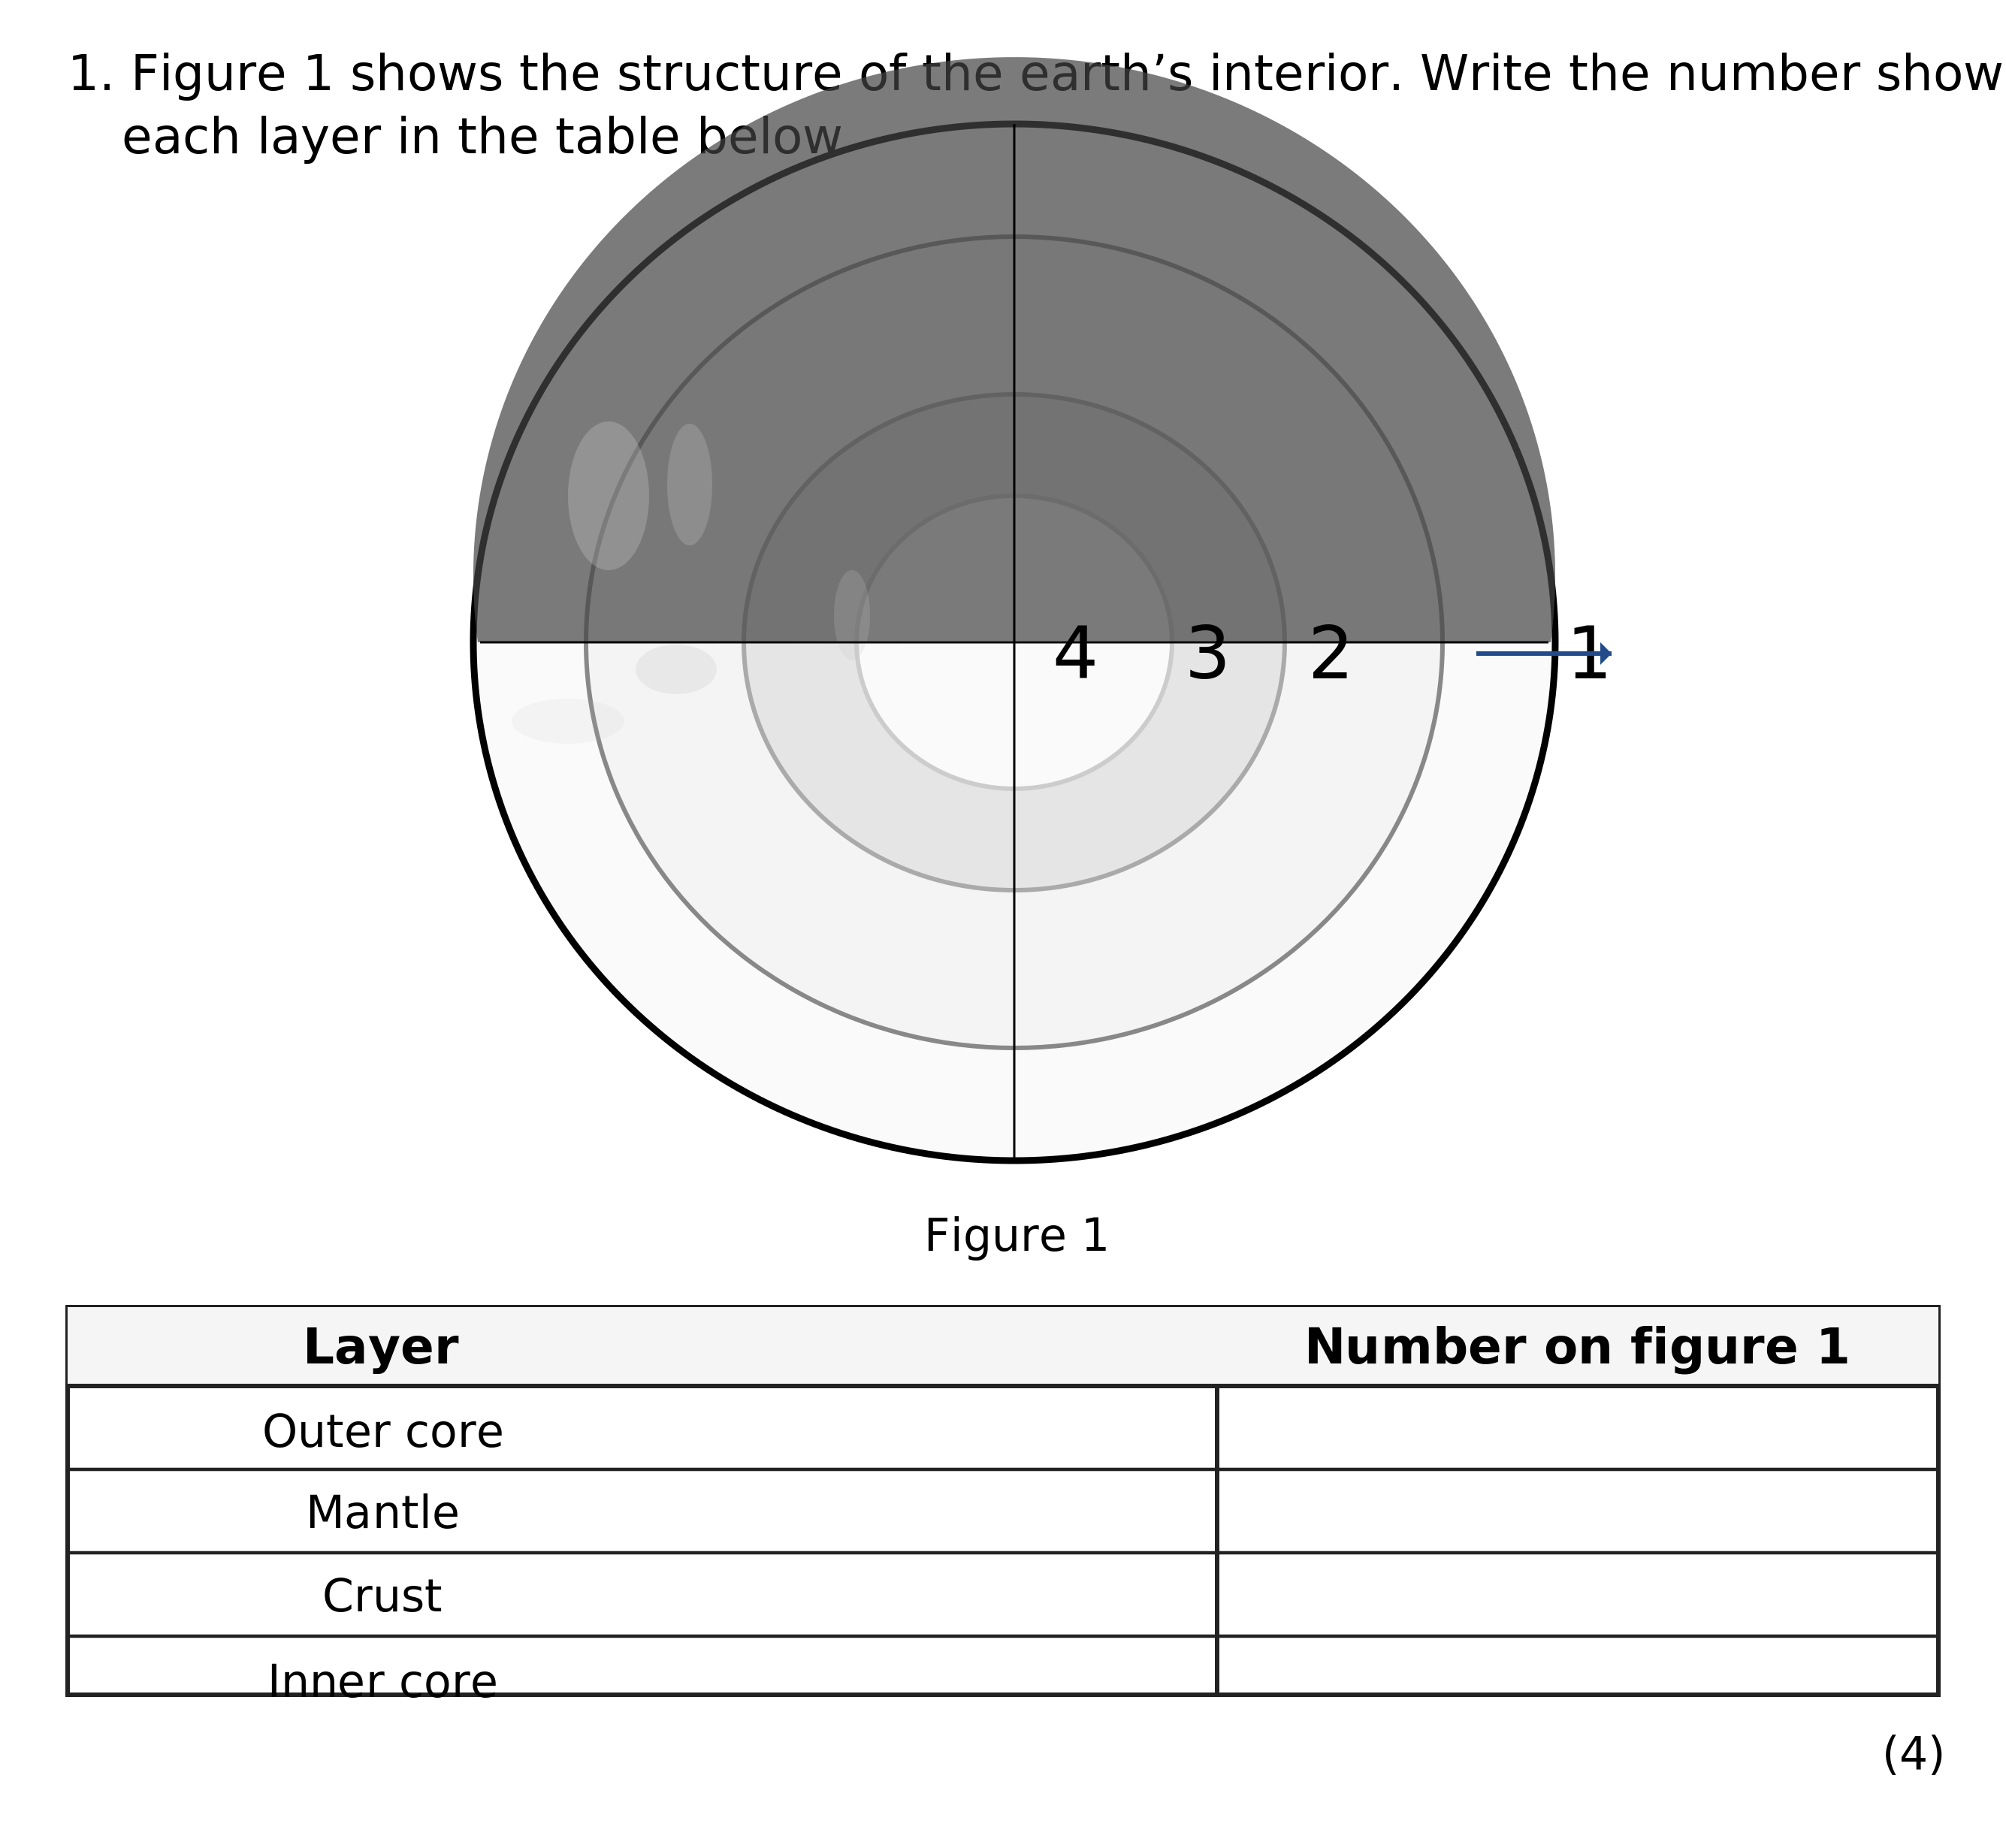 1. Figure 1 shows the structure of the earth’s interior. Write the number show
each layer in the table below
4 3 2 1
Figure 1
Layer Number on figure 1
Outer core
Mantle
Crust
Inner core
(4)